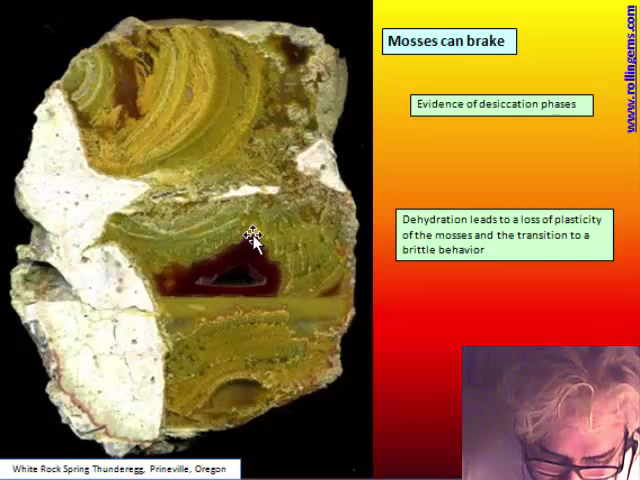 Mosses can brake
www.rollingems.com
Evidence of desiccation phases
Dehydration leads to a loss of plasticity
of the mosses and the transition to a
brittle behavior
White Rock Spring Thunderegg, Prineville, Oregon